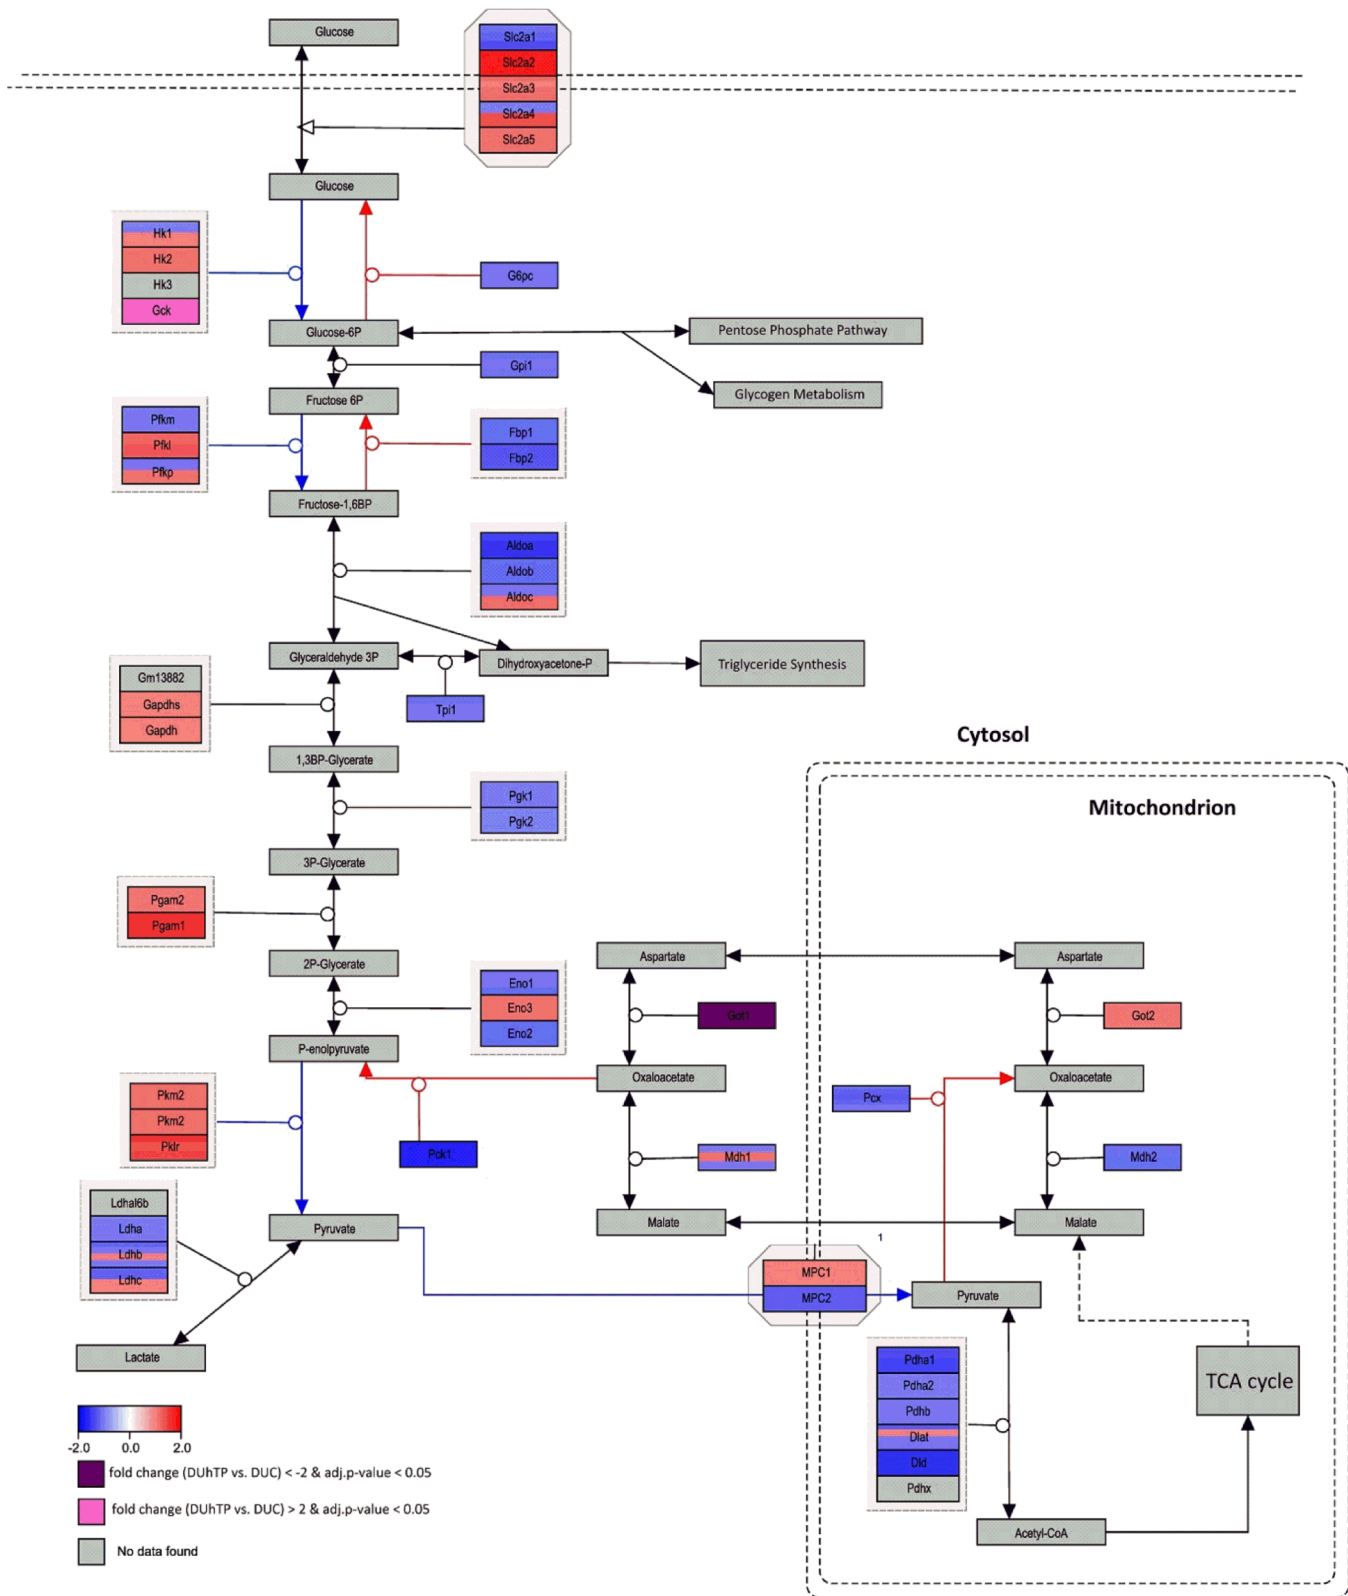 Glucose
Slc2a1
Slc2a2
Slc2a3
Slc2a4
Slc2a5
Glucose
Hk1
Hk2
Hk3
Gck
G6pc
Glucose-6P
Pentose Phosphate Pathway
Gpi1
Fructose 6P
Glycogen Metabolism
Pfkm
Pfkl
Pfkp
Fbp1
Fbp2
Fructose-1,6BP
Aldoa
Aldob
Aldoc
Glyceraldehyde 3P
Dihydroxyacetone-P
Triglyceride Synthesis
Gm13882
Gapdhs
Gapdh
Tpi1
1,3BP-Glycerate
Cytosol
Mitochondrion
Pgk1
Pgk2
3P-Glycerate
Pgam2
Pgam1
2P-Glycerate
Aspartate
Aspartate
Eno1
Eno3
Eno2
Got1
Got2
P-enolpyruvate
Oxaloacetate
Oxaloacetate
Pkm2
Pkm2
Pklr
Pcx
Pck1
Mdh1
Mdh2
Ldhal6b
Ldha
Ldhb
Ldhc
Pyruvate
Malate
Malate
1
MPC1
MPC2
Pyruvate
Lactate
Pdha1
Pdha2
Pdhb
Dlat
Dld
Pdhx
TCA cycle
Acetyl-CoA
-2.0 0.0 2.0
fold change (DUhTP vs. DUC) < -2 & adj.p-value < 0.05
fold change (DUhTP vs. DUC) > 2 & adj.p-value < 0.05
No data found